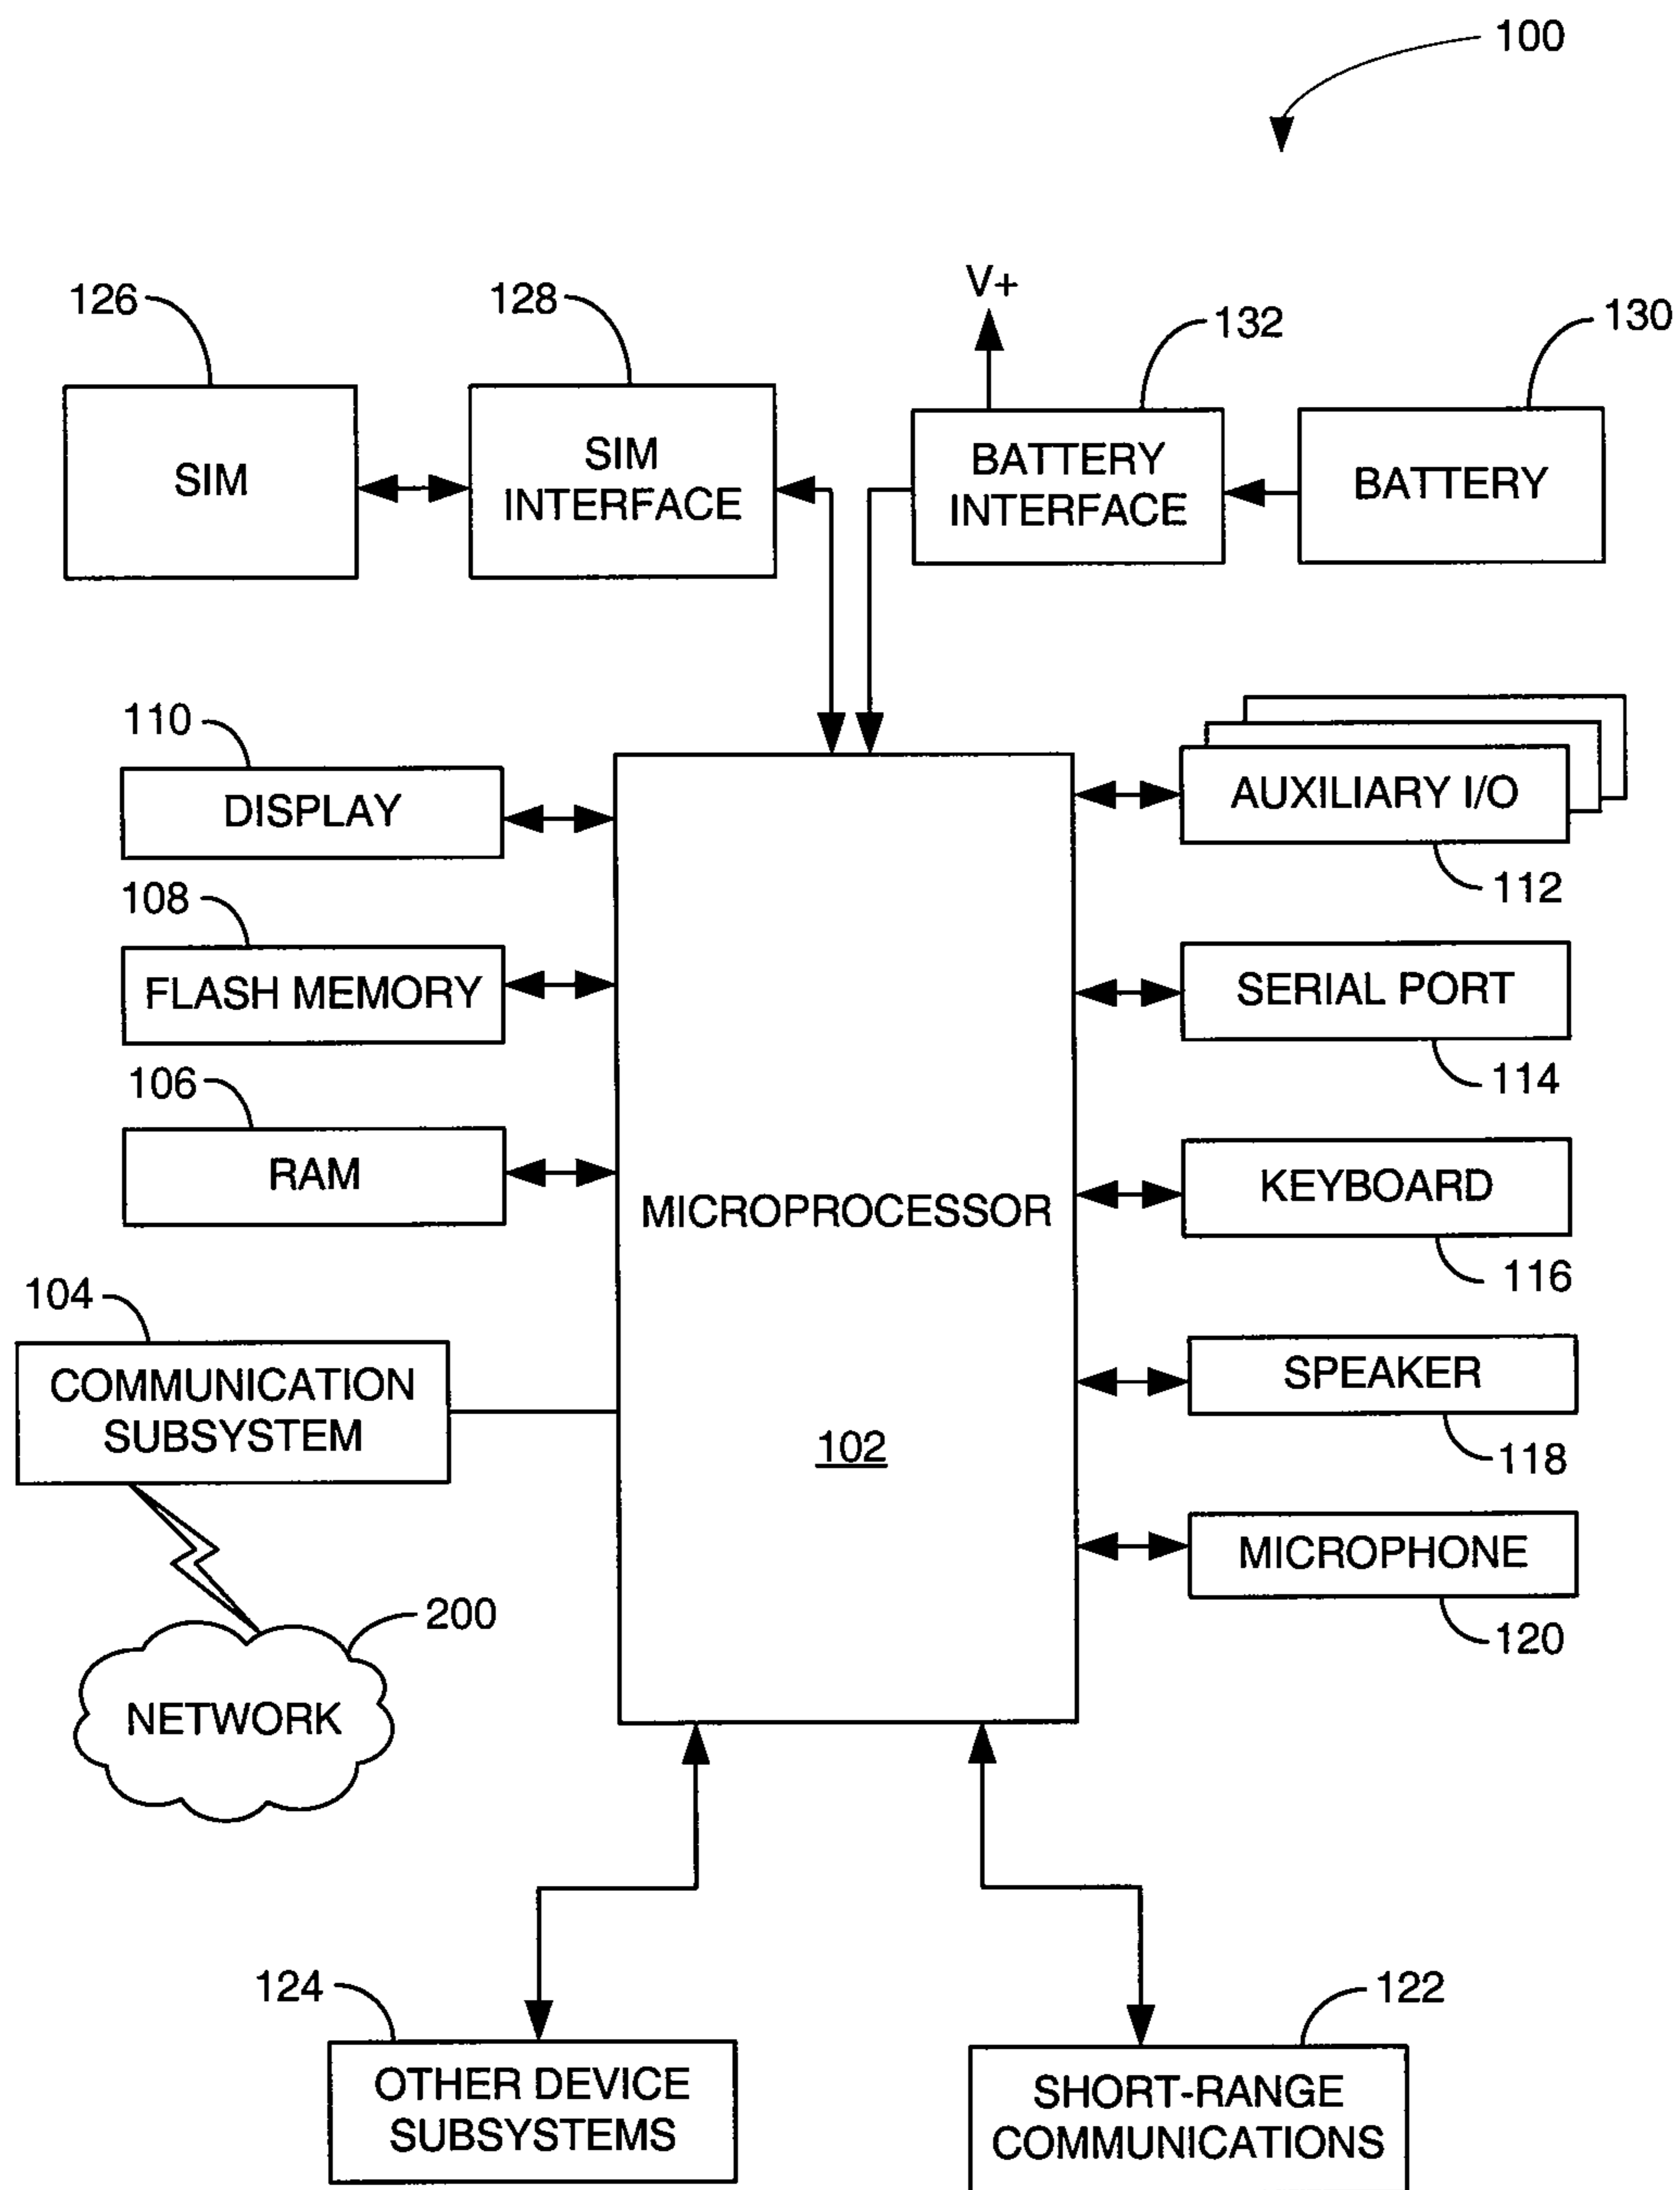 100
V+
126
128
132
130
SIM
SIM
INTERFACE
BATTERY
INTERFACE
BATTERY
110
DISPLAY
AUXILIARY I/O
112
108
FLASH MEMORY
SERIAL PORT
114
106
RAM
MICROPROCESSOR
102
KEYBOARD
116
104
COMMUNICATION
SUBSYSTEM
SPEAKER
118
MICROPHONE
120
200
NETWORK
124
OTHER DEVICE
SUBSYSTEMS
122
SHORT-RANGE
COMMUNICATIONS